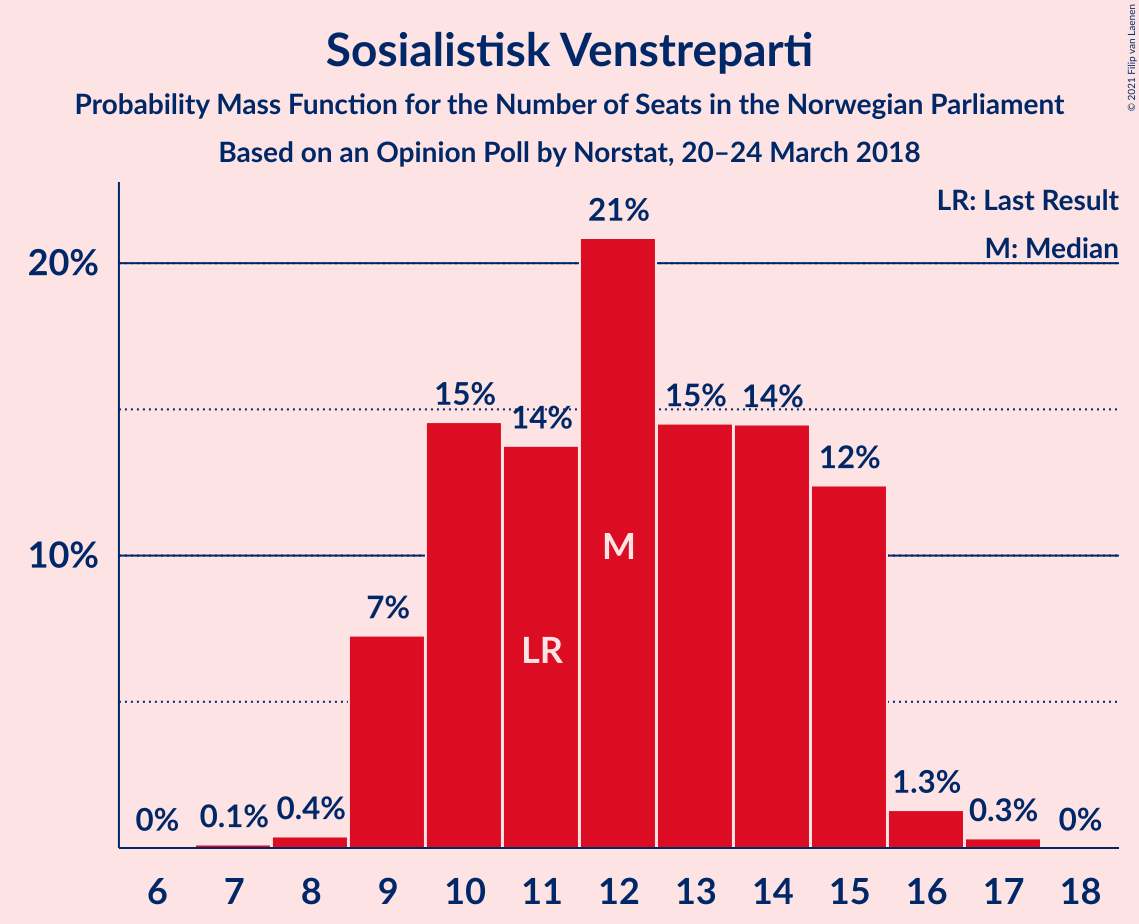 Sosialistisk Venstreparti
Probability Mass Function for the Number of Seats in the Norwegian Parliament
Based on an Opinion Poll by Norstat, 20–24 March 2018
© 2021 Filip van Laenen
LR: Last Result
M: Median
20%
10%
0%
0.1%
0.4%
7%
15%
14%
21%
15%
14%
12%
1.3%
0.3%
0%
M
LR
6 7 8 9 10 11 12 13 14 15 16 17 18